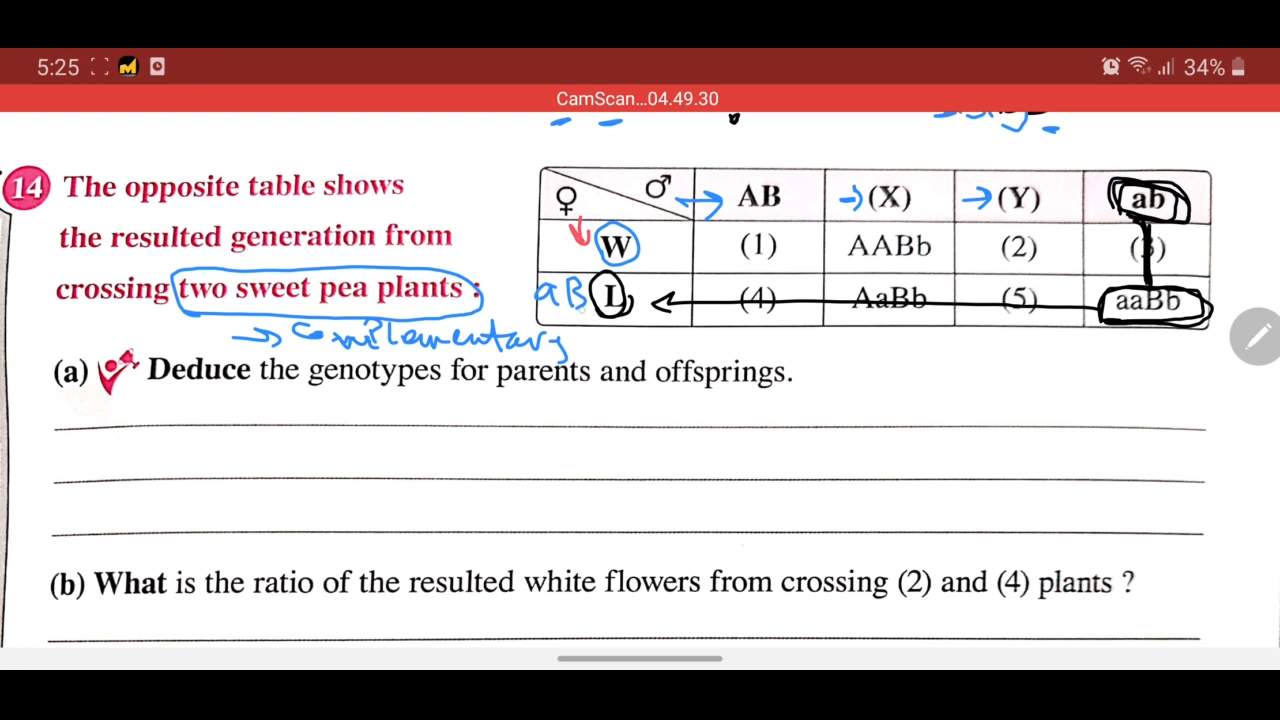 5:25
34%
CamScan...04.49.30
14 The opposite table shows
the resulted generation from
crossing two sweet pea plants :
→ complementary
♀ ♂ AB (X) (Y) ab
W (1) AABb (2) (3)
aB L (4) AaBb (5) aaBb
(a) Deduce the genotypes for parents and offsprings.
(b) What is the ratio of the resulted white flowers from crossing (2) and (4) plants ?